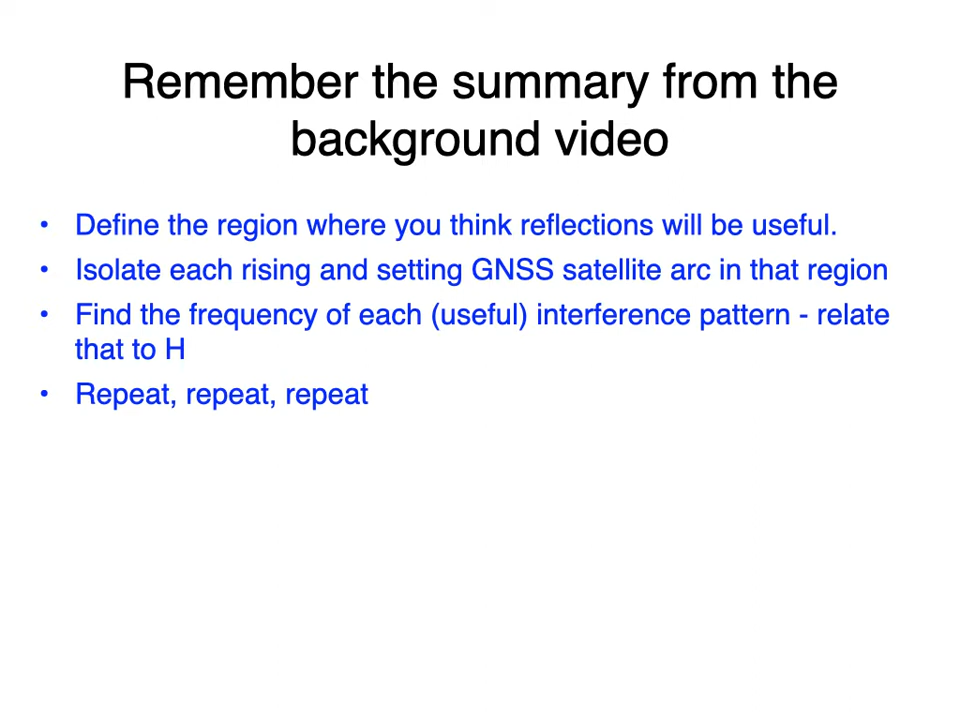 Remember the summary from the
background video
• Define the region where you think reflections will be useful.
• Isolate each rising and setting GNSS satellite arc in that region
• Find the frequency of each (useful) interference pattern - relate
that to H
• Repeat, repeat, repeat